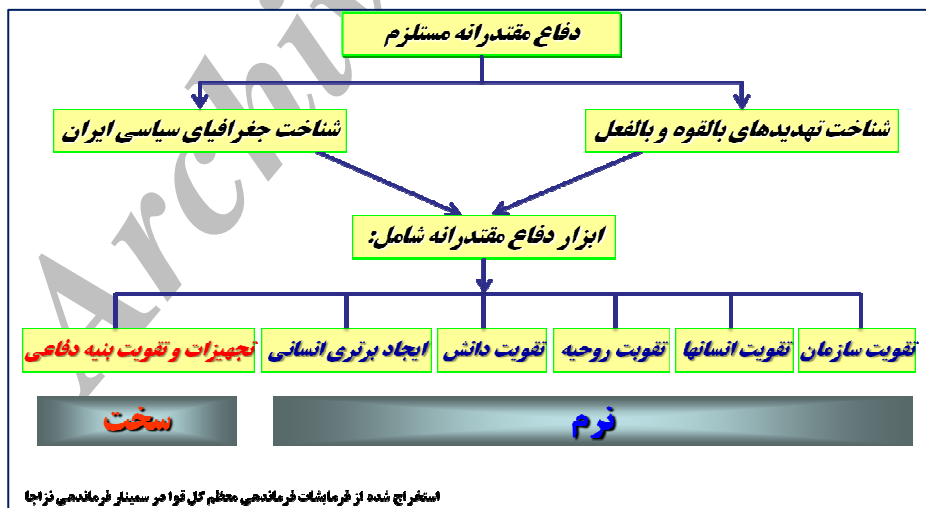 دفاع مقتدرانه مستلزم
شناخت تهدیدهای بالقوه و بالفعل
شناخت جغرافیای سیاسی ایران
ابزار دفاع مقتدرانه شامل:
تقویت سازمان
تقویت انسانها
تقویت روحیه
تقویت دانش
ایجاد برتری انسانی
تجهیزات و تقویت بنیه دفاعی
نرم
سخت
استخراج شده از فرمایشات فرماندهی معظم کل قوا در سمینار فرماندهی نزاجا
Archiv